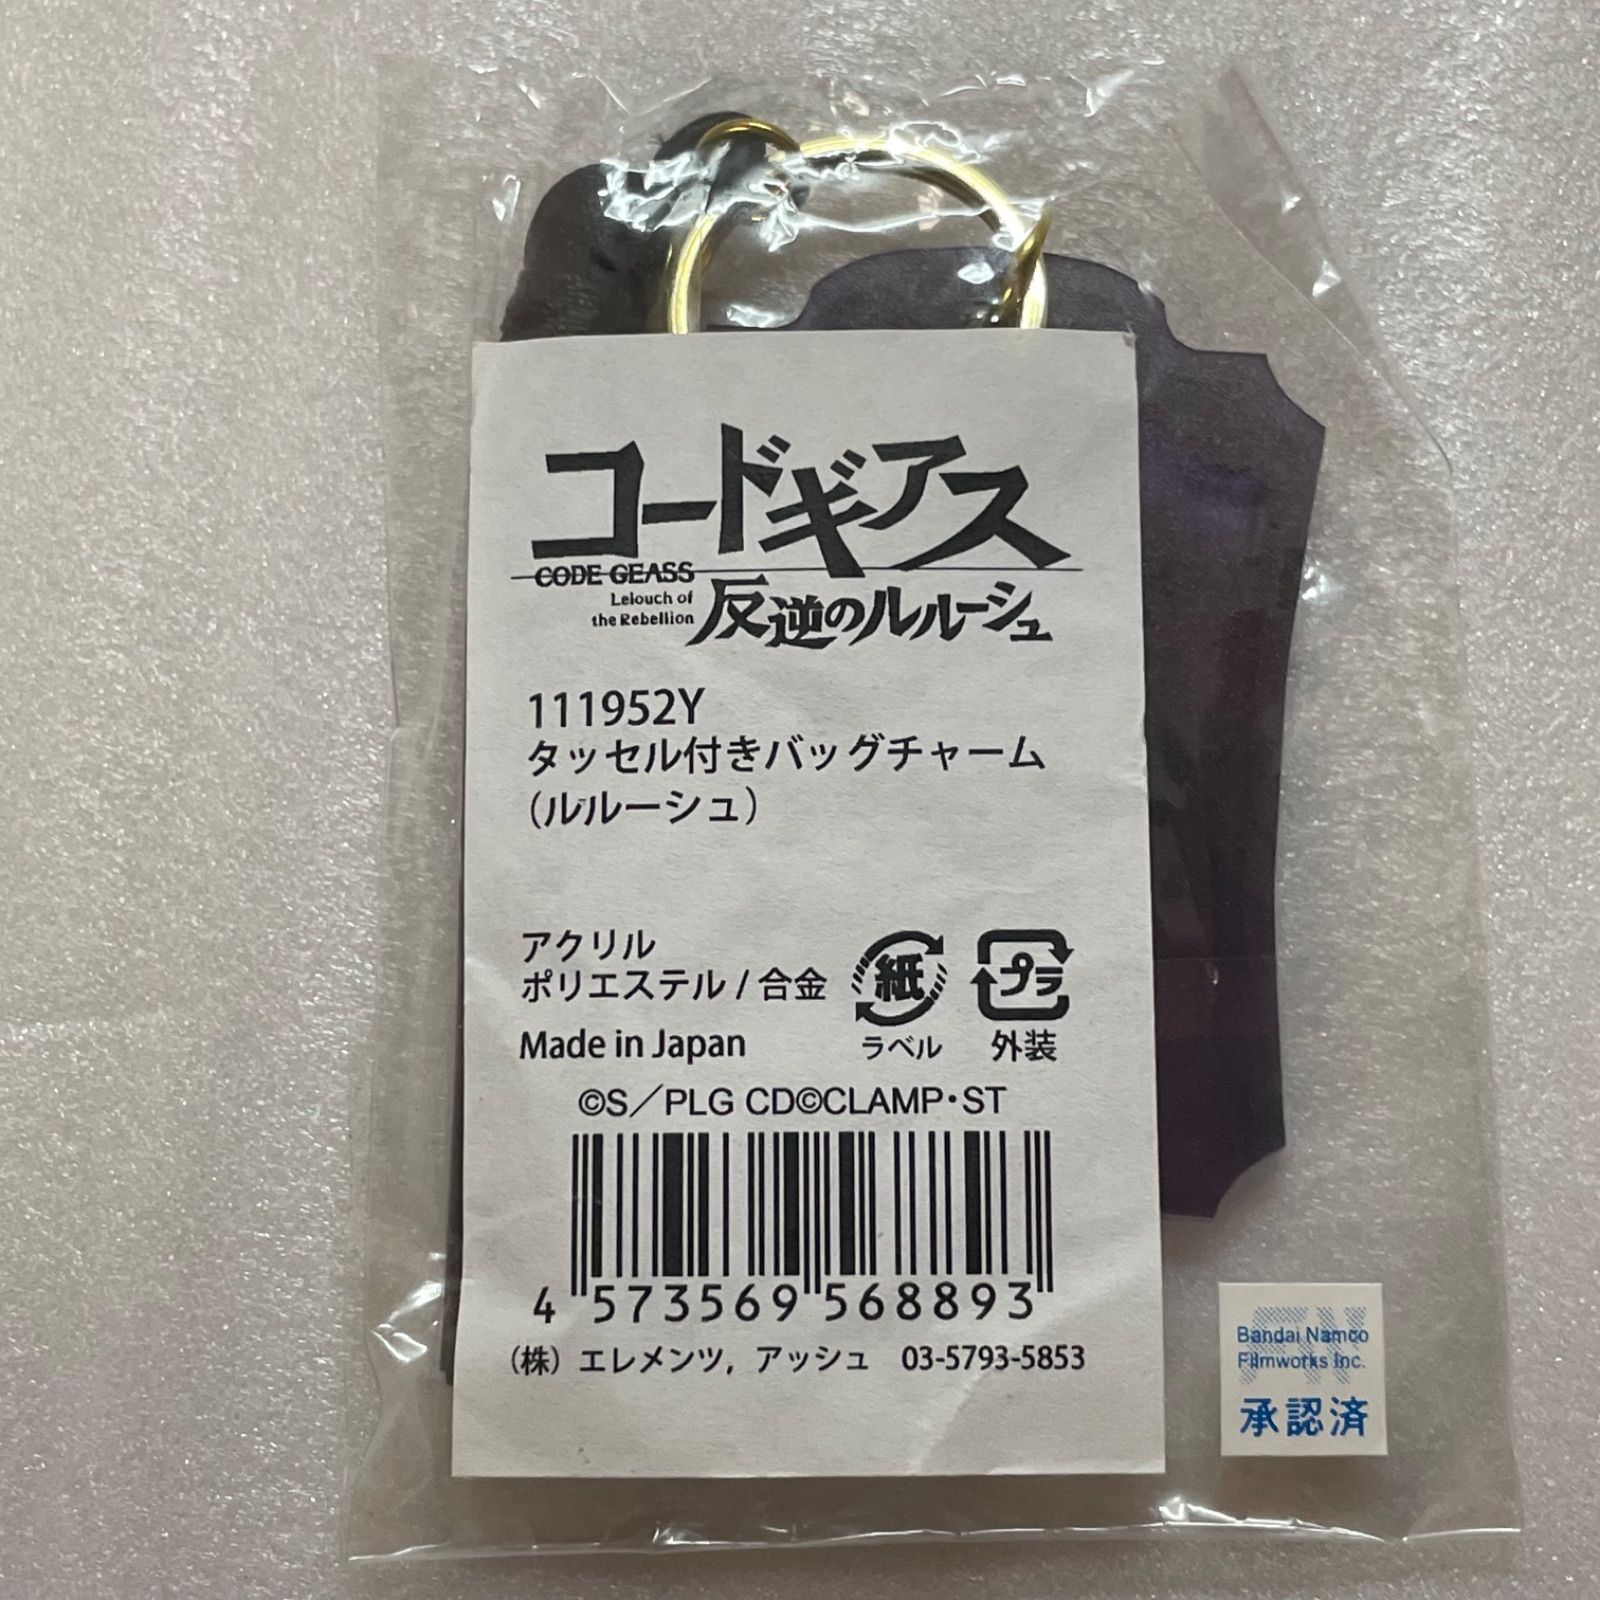 コードギアス
CODE GEASS
Lelouch of
the Rebellion
反逆のルルーシュ
111952Y
タッセル付きバッグチャーム
（ルルーシュ）
アクリル
ポリエステル / 合金
紙
プラ
Made in Japan
ラベル
外装
©S／PLG CD©CLAMP・ST
4 573569 568893
（株）エレメンツ，アッシュ 03-5793-5853
Bandai Namco
Filmworks Inc.
承認済